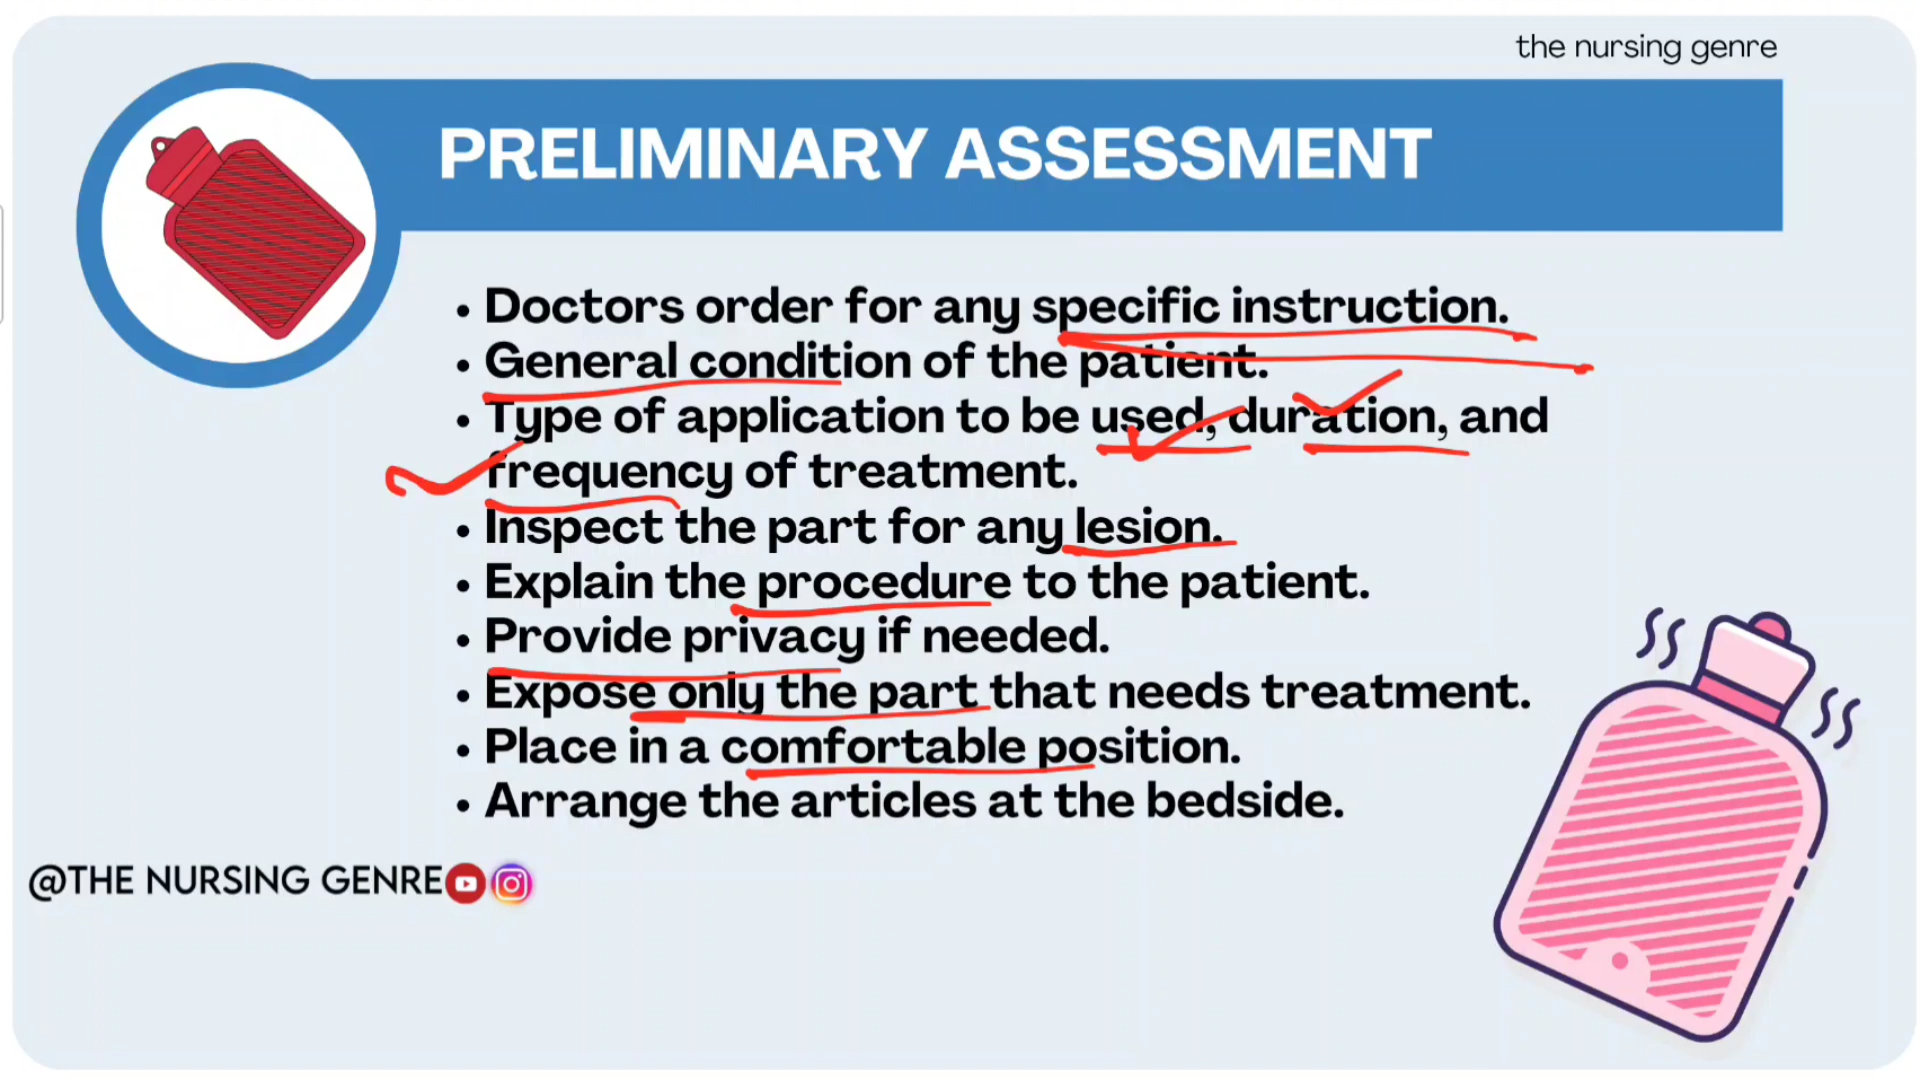 the nursing genre
PRELIMINARY ASSESSMENT
• Doctors order for any specific instruction.
• General condition of the patient.
• Type of application to be used, duration, and
frequency of treatment.
• Inspect the part for any lesion.
• Explain the procedure to the patient.
• Provide privacy if needed.
• Expose only the part that needs treatment.
• Place in a comfortable position.
• Arrange the articles at the bedside.
@THE NURSING GENRE